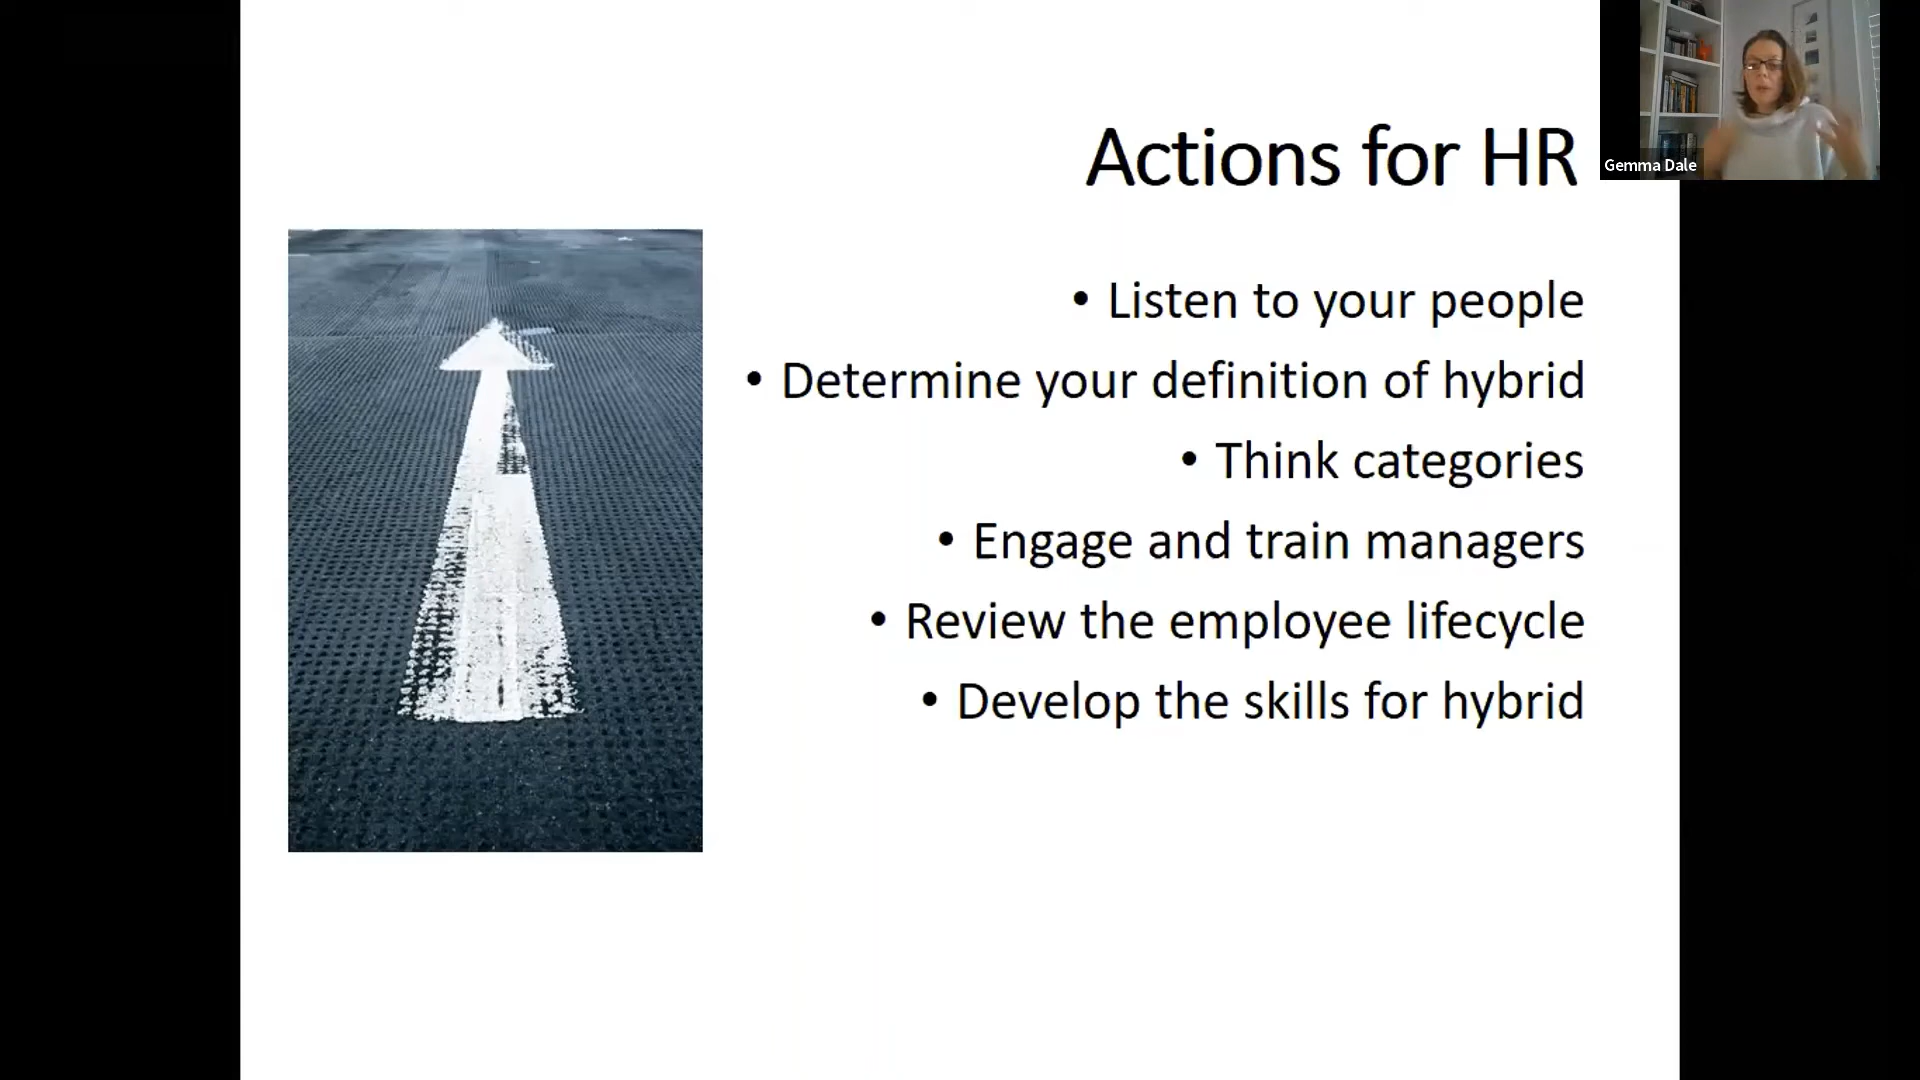 Actions for HR
Gemma Dale
• Listen to your people
• Determine your definition of hybrid
• Think categories
• Engage and train managers
• Review the employee lifecycle
• Develop the skills for hybrid